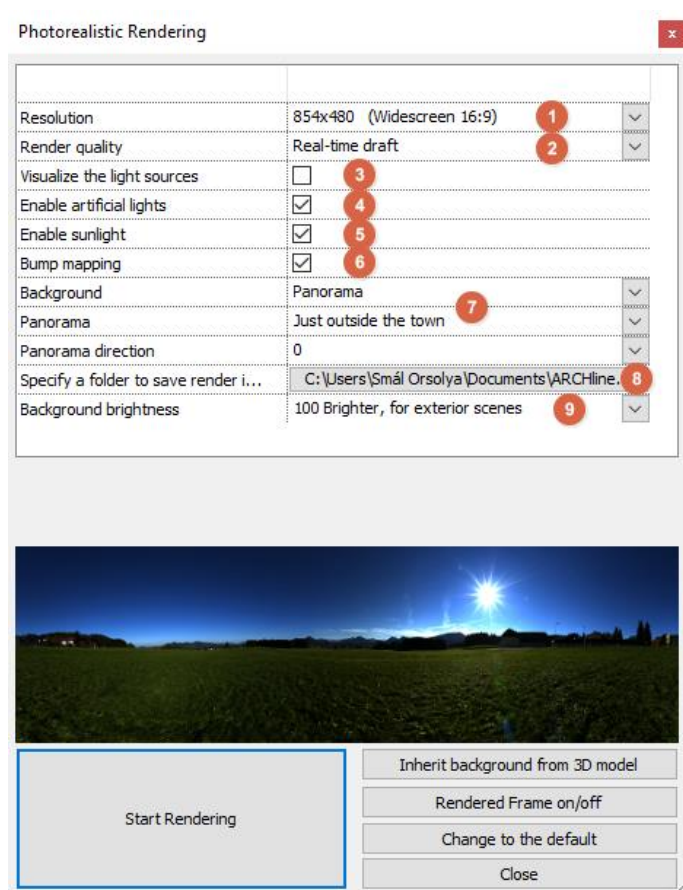 Photorealistic Rendering
x
Resolution 854x480 (Widescreen 16:9) 1
Render quality Real-time draft 2
Visualize the light sources 3
Enable artificial lights 4
Enable sunlight 5
Bump mapping 6
Background Panorama
7
Panorama Just outside the town
Panorama direction 0
Specify a folder to save render i... C:\Users\Smál Orsolya\Documents\ARCHline. 8
Background brightness 100 Brighter, for exterior scenes 9
Inherit background from 3D model
Rendered Frame on/off
Start Rendering
Change to the default
Close